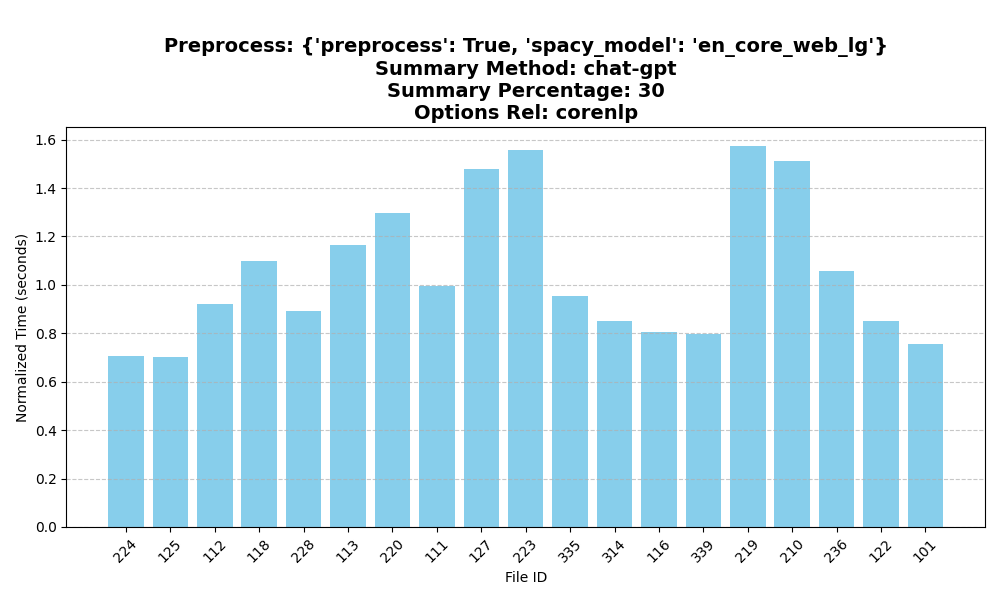 Preprocess: {'preprocess': True, 'spacy_model': 'en_core_web_lg'}
Summary Method: chat-gpt
Summary Percentage: 30
Options Rel: corenlp
1.6
1.4
1.2
1.0
0.8
0.6
0.4
0.2
0.0
Normalized Time (seconds)
224 125 112 118 228 113 220 111 127 223 335 314 116 339 219 210 236 122 101
File ID